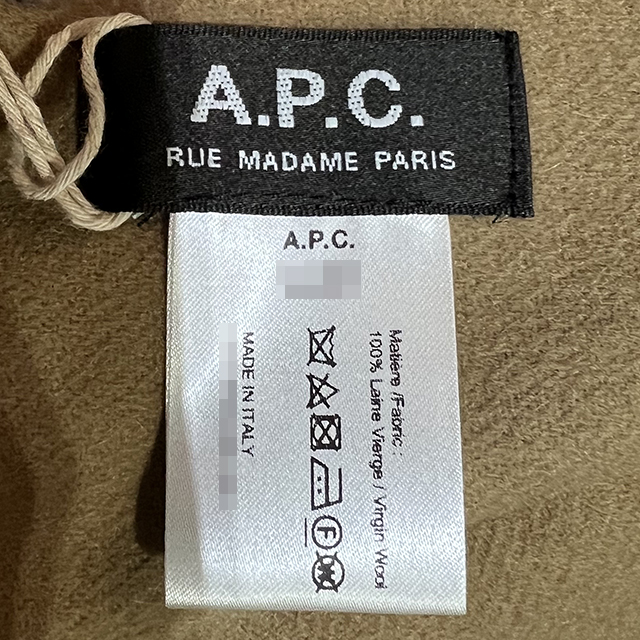 A.P.C.
RUE MADAME PARIS
A.P.C.
Matière /Fabric :
100% Laine Vierge / Virgin Wool
F
W
MADE IN ITALY